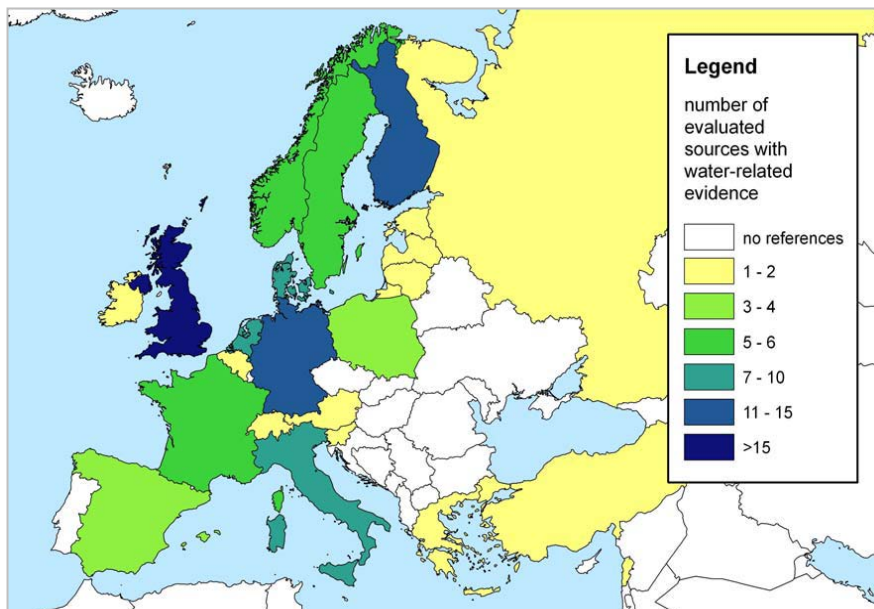 Legend
number of
evaluated
sources with
water-related
evidence
no references
1 - 2
3 - 4
5 - 6
7 - 10
11 - 15
>15